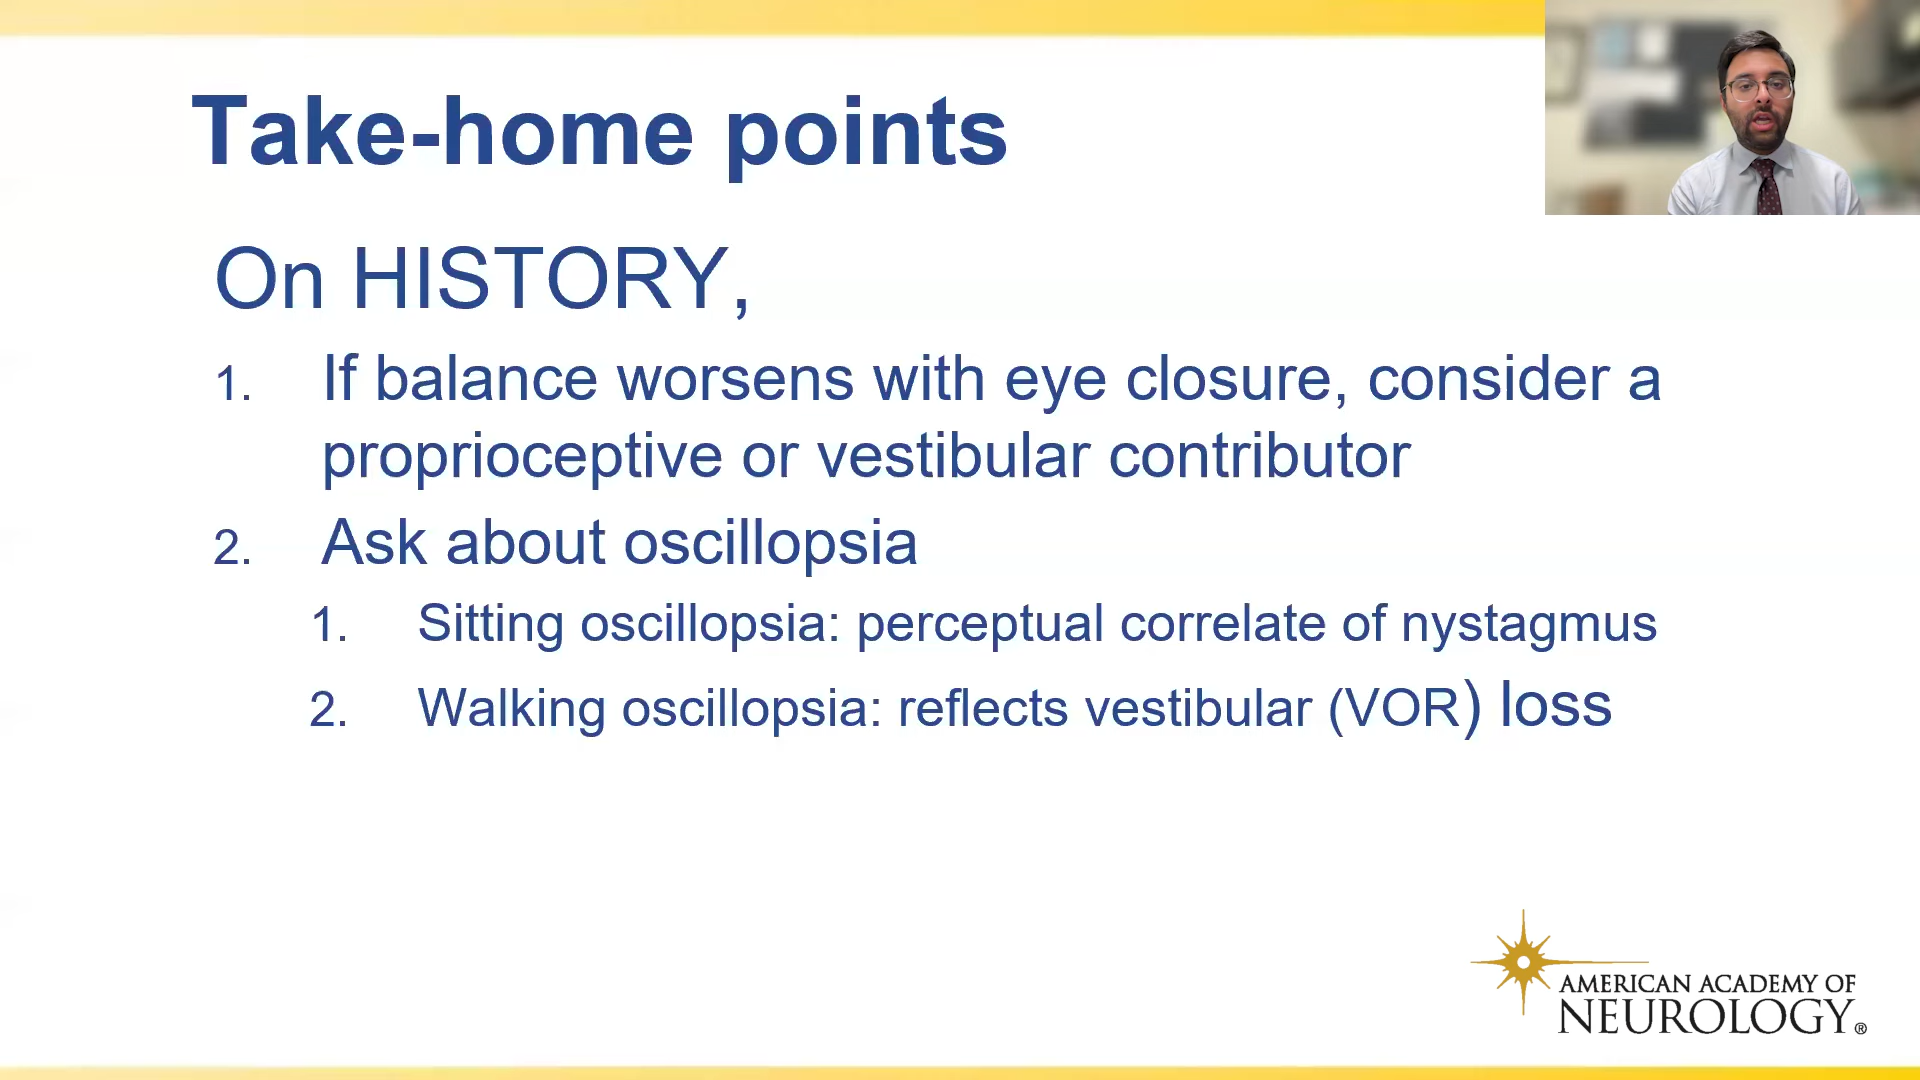 Take-home points
On HISTORY,
1. If balance worsens with eye closure, consider a
proprioceptive or vestibular contributor
2. Ask about oscillopsia
1. Sitting oscillopsia: perceptual correlate of nystagmus
2. Walking oscillopsia: reflects vestibular (VOR) loss
AMERICAN ACADEMY OF
NEUROLOGY®